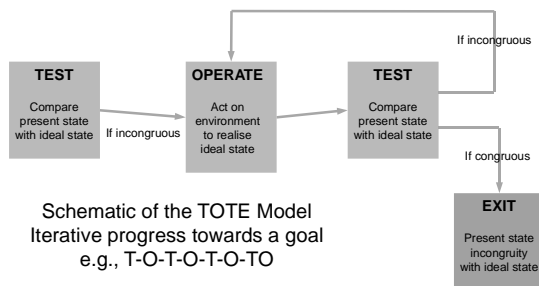 If incongruous
TEST
Compare
present state
with ideal state
If incongruous
OPERATE
Act on
environment
to realise
ideal state
TEST
Compare
present state
with ideal state
If congruous
EXIT
Present state
incongruity
with ideal state
Schematic of the TOTE Model
Iterative progress towards a goal
e.g., T-O-T-O-T-O-TO